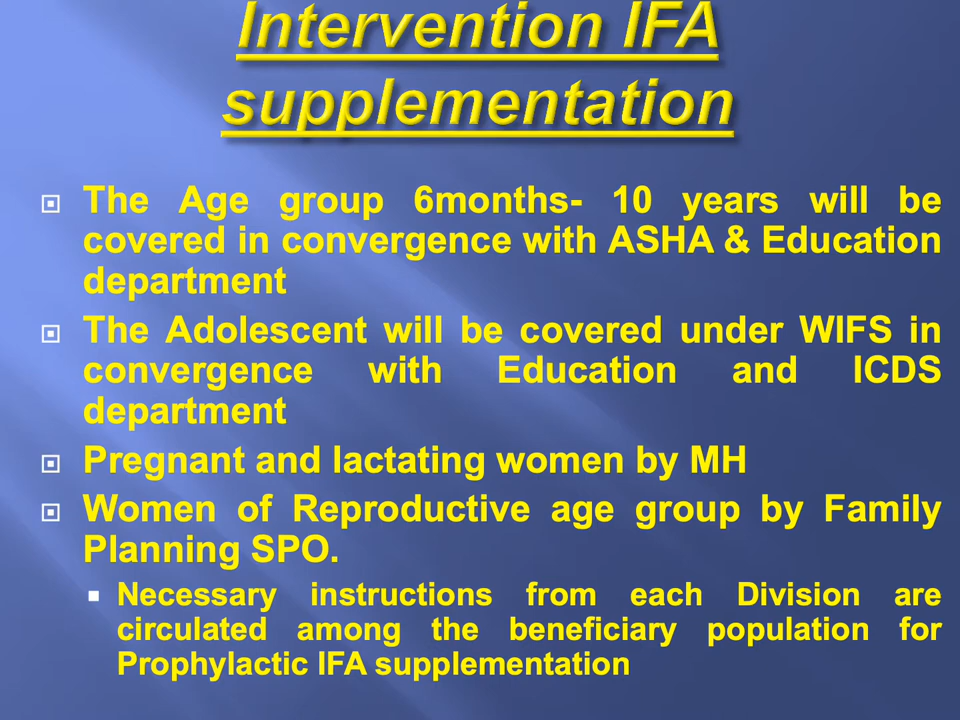 Intervention IFA
supplementation
The Age group 6months- 10 years will be
covered in convergence with ASHA & Education
department
The Adolescent will be covered under WIFS in
convergence with Education and ICDS
department
Pregnant and lactating women by MH
Women of Reproductive age group by Family
Planning SPO.
Necessary instructions from each Division are
circulated among the beneficiary population for
Prophylactic IFA supplementation